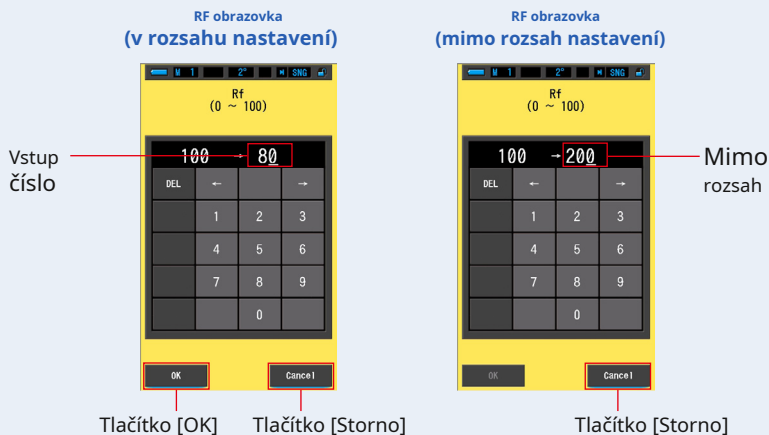 RF obrazovka
(v rozsahu nastavení)
M 1 2° SNG
Rf
(0 ~ 100)
Vstup
číslo
100 → 80
DEL ← →
1 2 3
4 5 6
7 8 9
0
OK Cancel
Tlačítko [OK] Tlačítko [Storno]
RF obrazovka
(mimo rozsah nastavení)
M 1 2° SNG
Rf
(0 ~ 100)
100 → 200
Mimo
rozsah
DEL ← →
1 2 3
4 5 6
7 8 9
0
OK Cancel
Tlačítko [Storno]